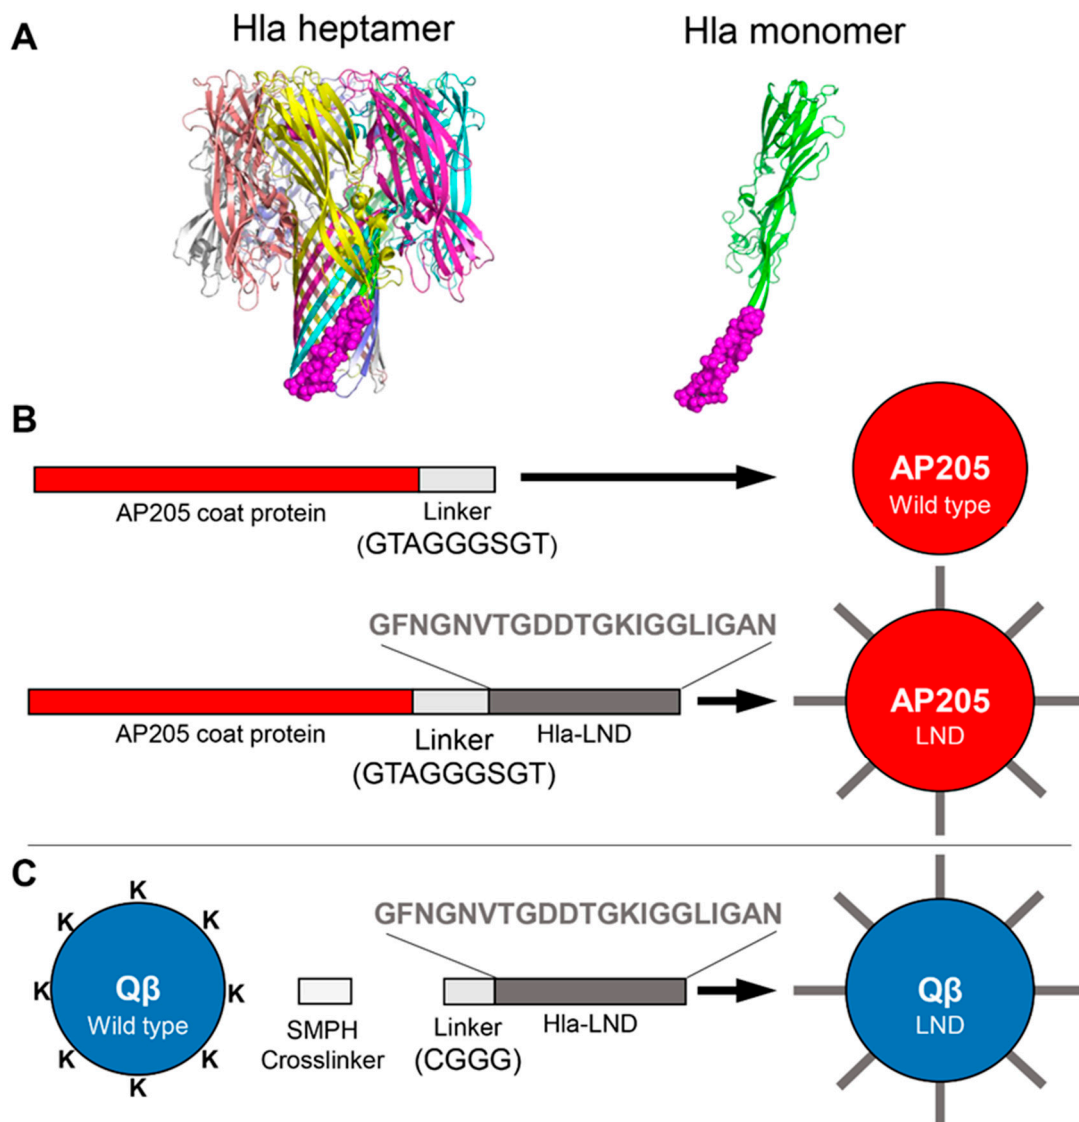 A
Hla heptamer
Hla monomer
B
AP205 coat protein
Linker
(GTAGGGSGT)
AP205
Wild type
GFNGNVTGDDTGKIGGLIGAN
AP205 coat protein
Linker
(GTAGGGSGT)
Hla-LND
AP205
LND
C
K
K
K
K
K
K
K
K
Qβ
Wild type
SMPH
Crosslinker
GFNGNVTGDDTGKIGGLIGAN
Linker
(CGGG)
Hla-LND
Qβ
LND